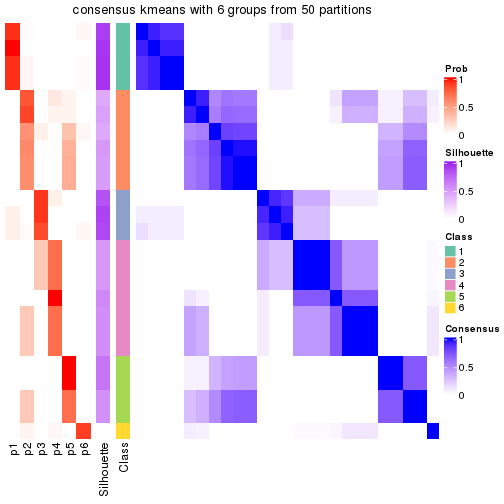 consensus kmeans with 6 groups from 50 partitions
Prob
1
0.5
0
Silhouette
1
0.5
0
Class
1
2
3
4
5
6
Consensus
1
0.5
0
p1
p2
p3
p4
p5
p6
Silhouette
Class